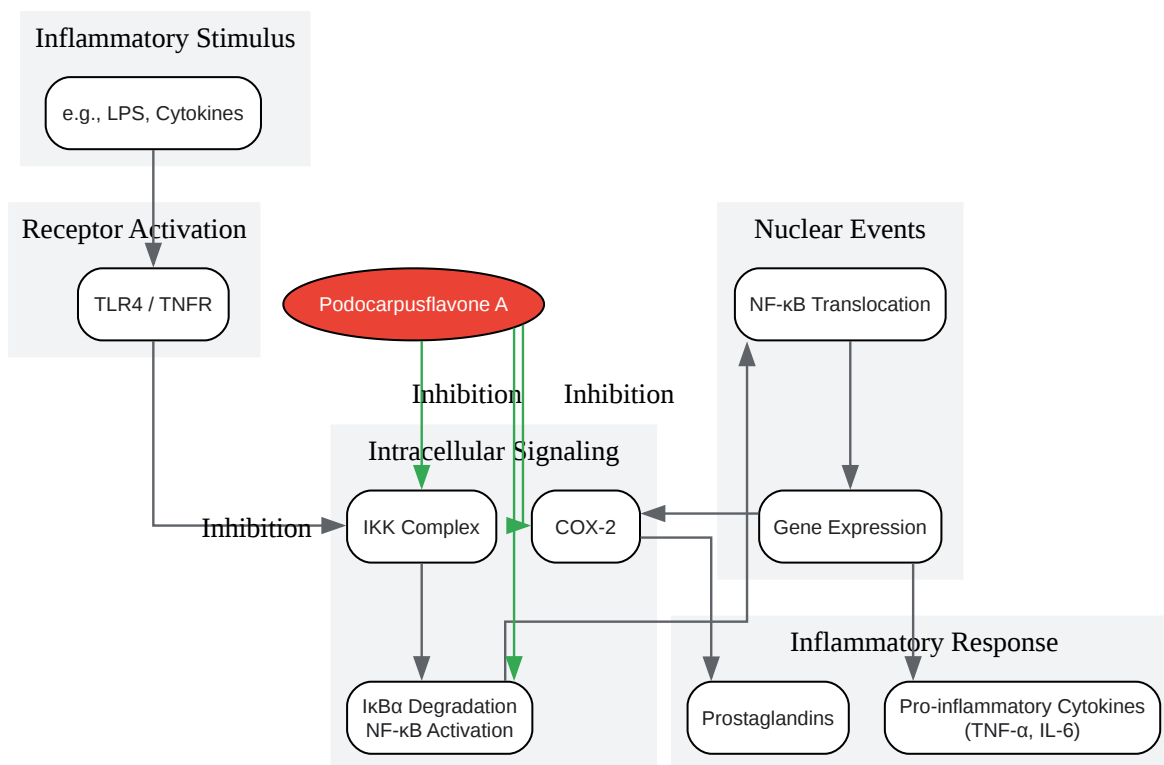 Inflammatory Stimulus
e.g., LPS, Cytokines
Receptor Activation
TLR4 / TNFR
Podocarpusflavone A
Nuclear Events
NF-κB Translocation
Inhibition
Inhibition
Intracellular Signaling
IKK Complex
COX-2
Gene Expression
Inhibition
Inflammatory Response
IκBα Degradation
NF-κB Activation
Prostaglandins
Pro-inflammatory Cytokines
(TNF-α, IL-6)